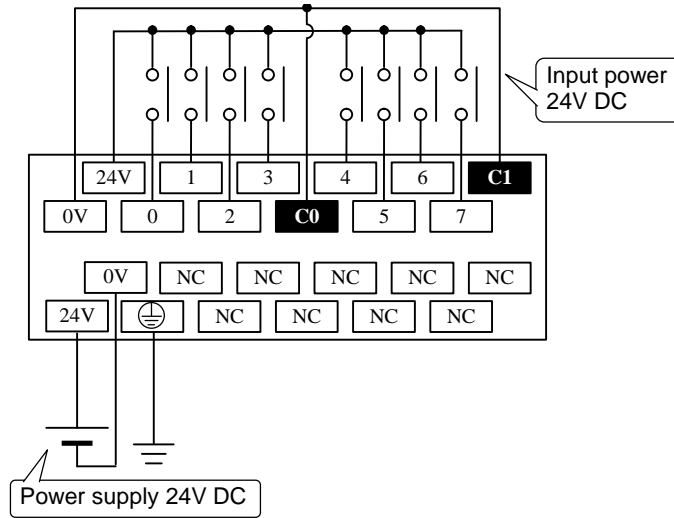 Input power
24V DC
24V 1 3 4 6 C1
0V 0 2 C0 5 7
0V NC NC NC NC NC
24V NC NC NC NC
Power supply 24V DC